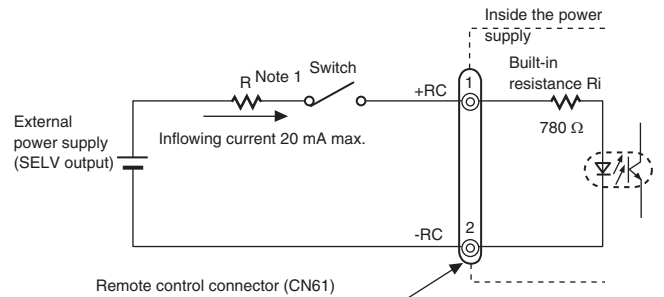 Inside the power
supply
R Note 1 Switch
+RC
1
Built-in
resistance Ri
780 Ω
External
power supply
(SELV output)
Inflowing current 20 mA max.
-RC
2
Remote control connector (CN61)